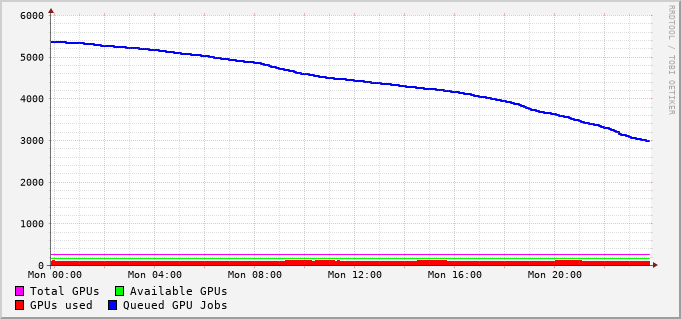 6000
5000
4000
3000
2000
1000
0
Mon 00:00 Mon 04:00 Mon 08:00 Mon 12:00 Mon 16:00 Mon 20:00
Total GPUs Available GPUs
GPUs used Queued GPU Jobs
RRDTOOL / TOBI OETIKER